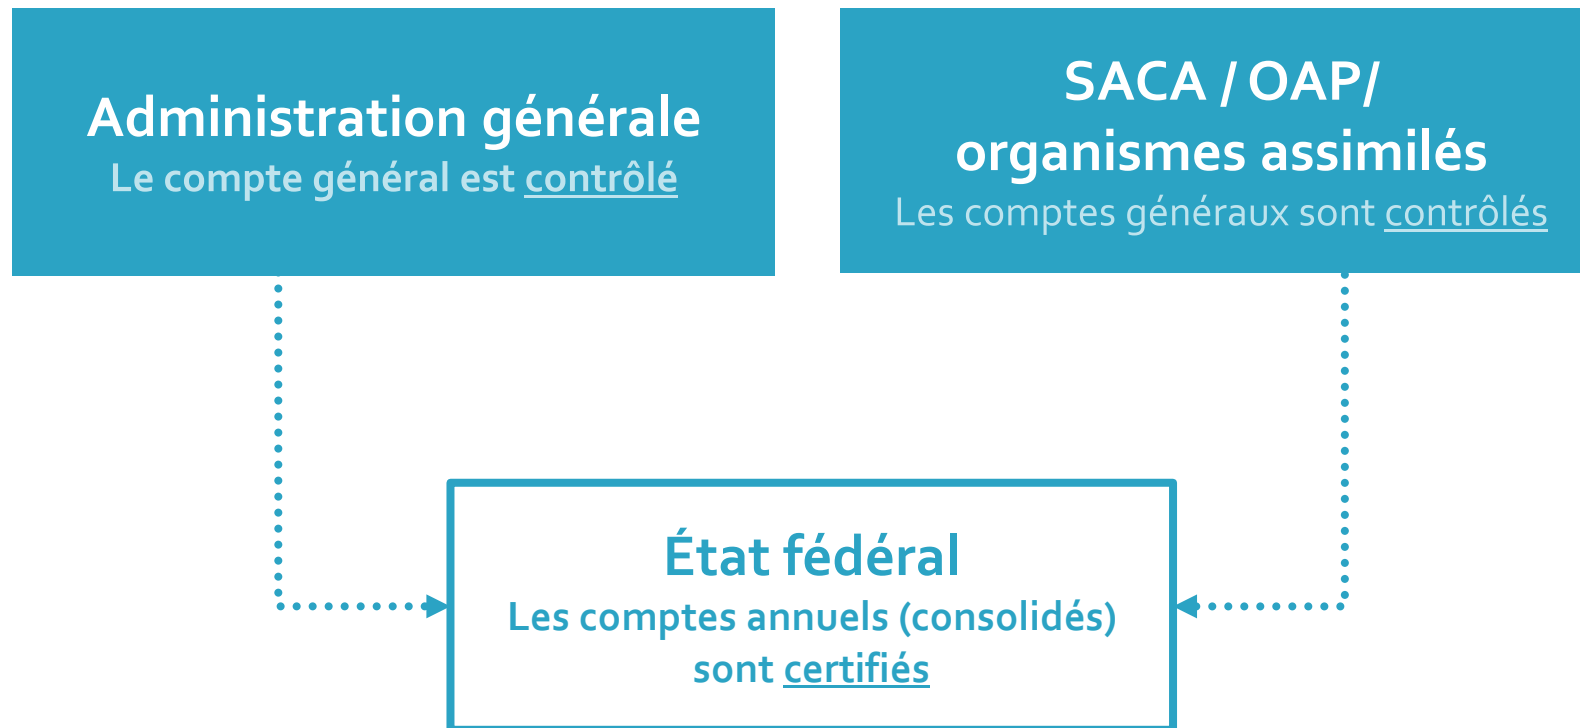 Administration générale
Le compte général est contrôlé
SACA / OAP/
organismes assimilés
Les comptes généraux sont contrôlés
État fédéral
Les comptes annuels (consolidés)
sont certifiés